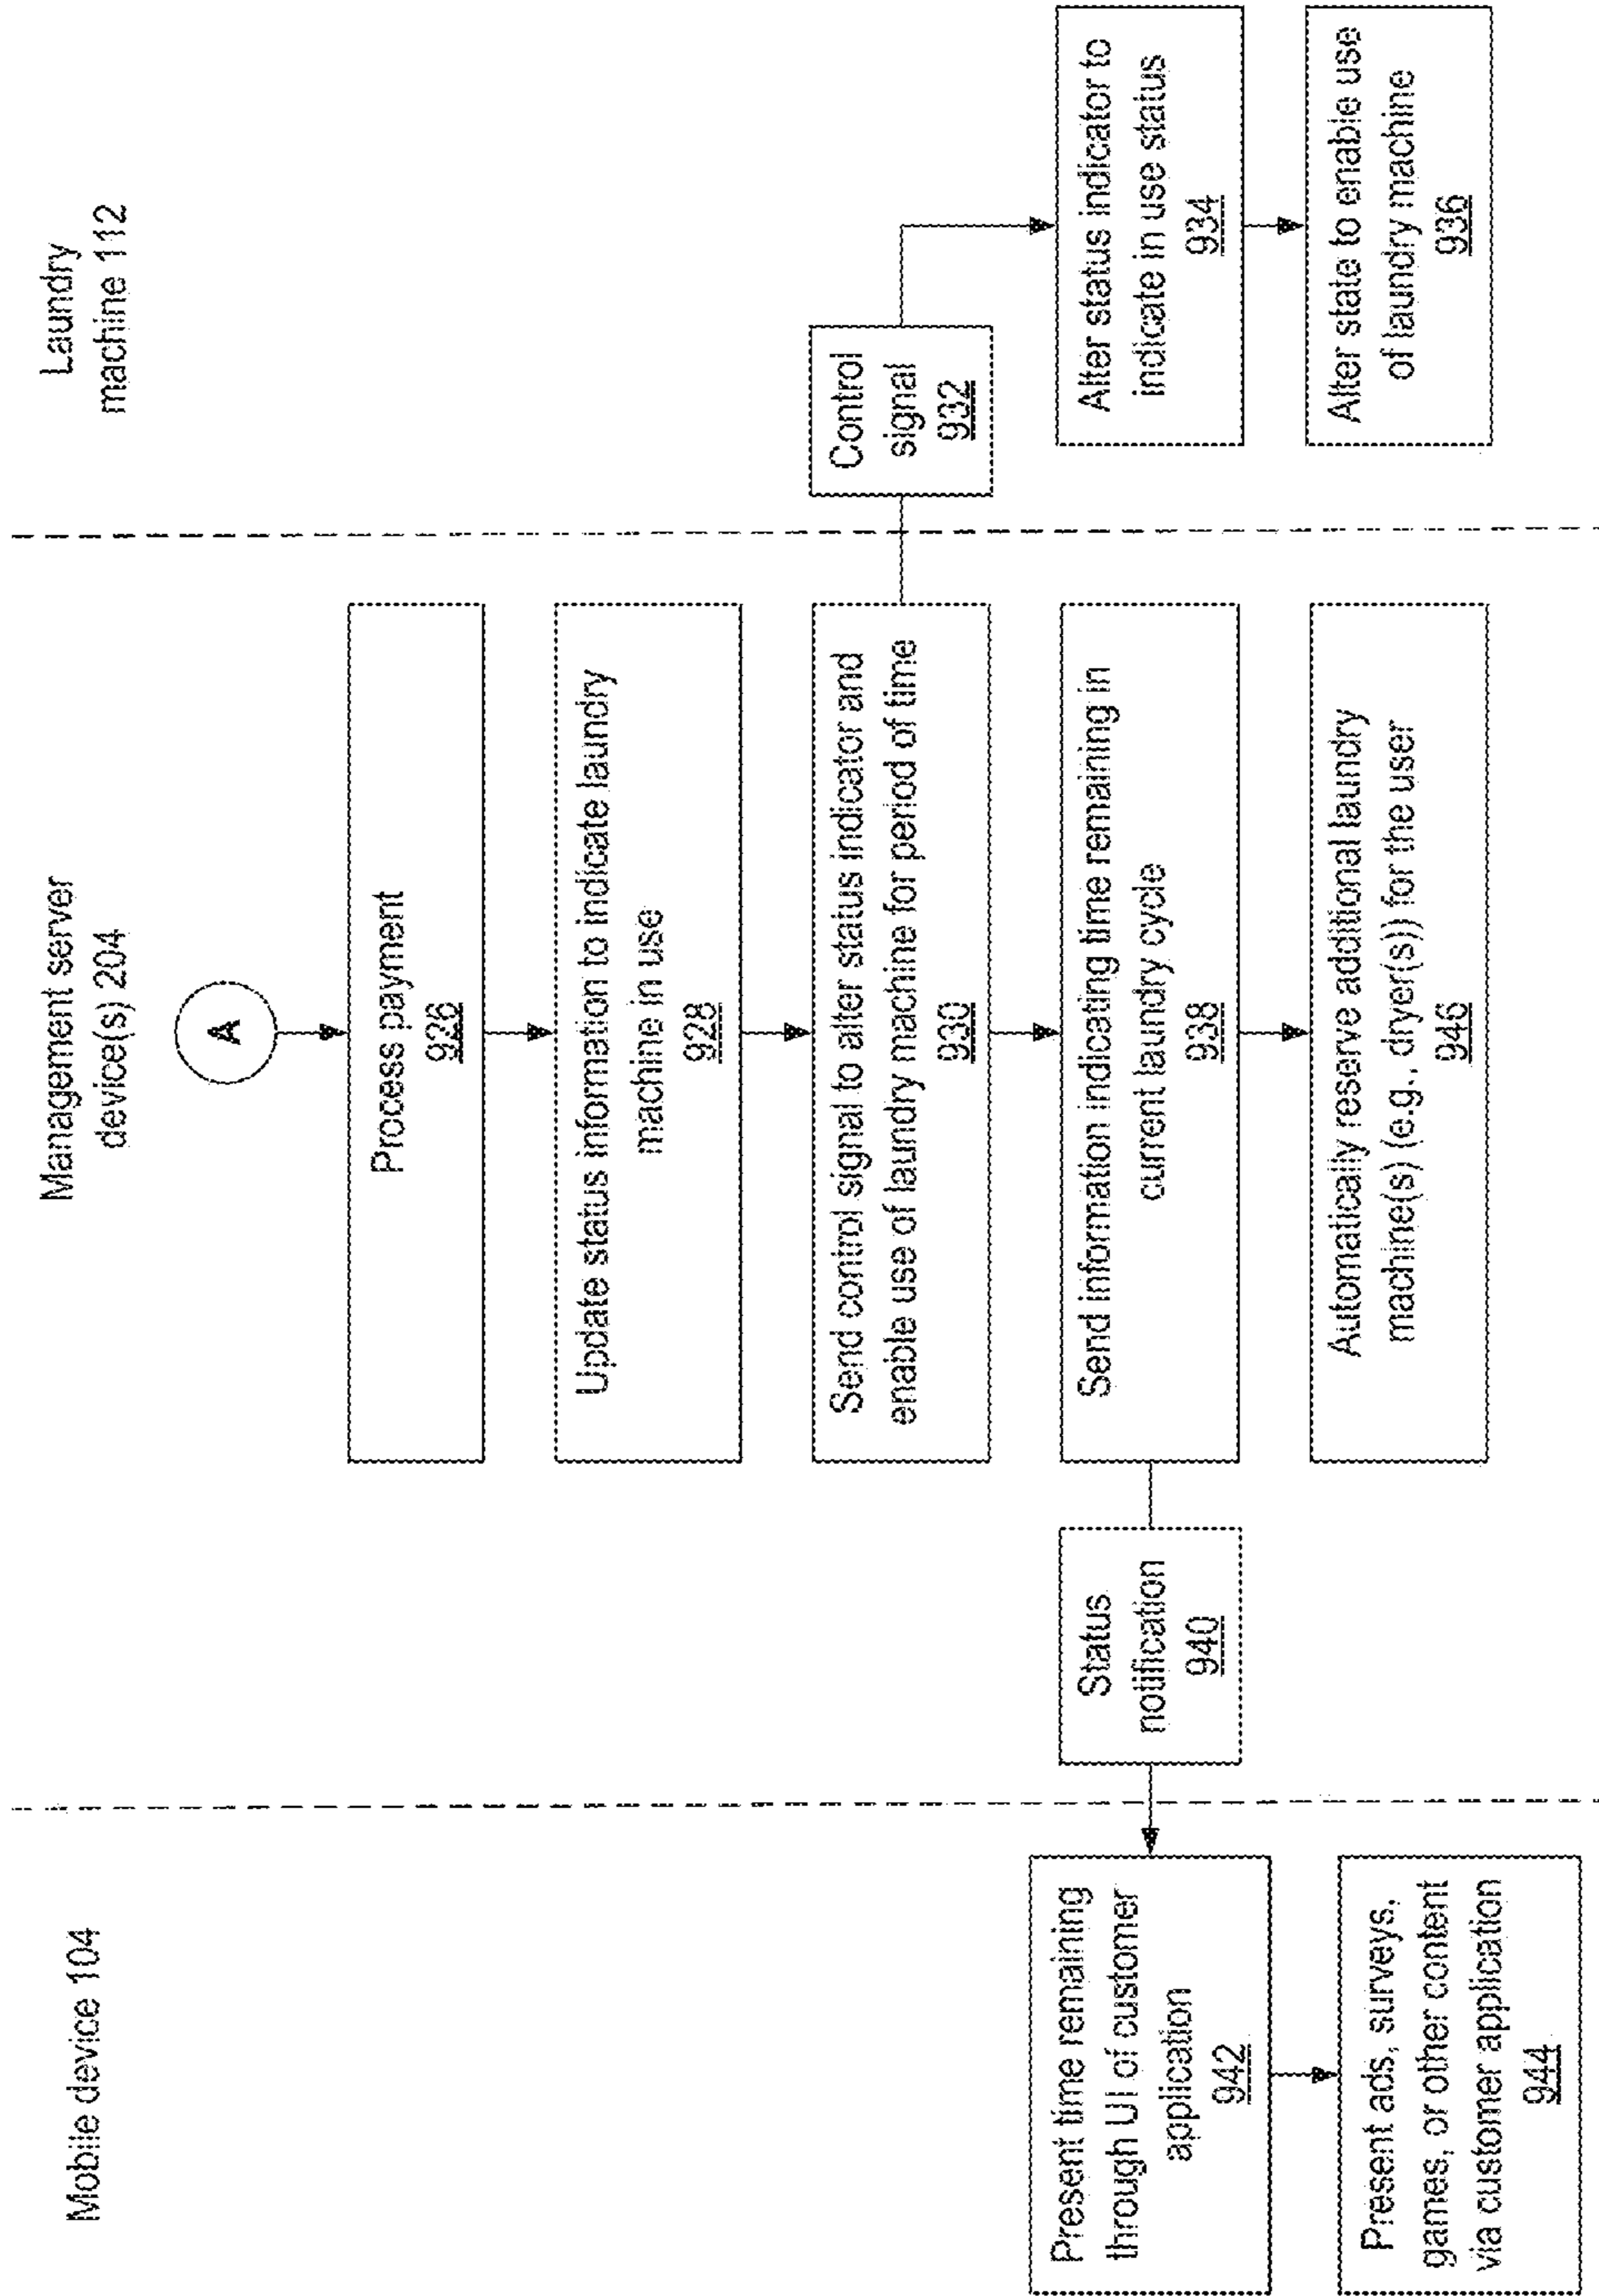 Mobile device 104
Management server
device(s) 204
Laundry
machine 112
A
Process payment
926
Update status information to indicate laundry
machine in use
928
Send control signal to alter status indicator and
enable use of laundry machine for period of time
930
Control
signal
932
Alter status indicator to
indicate in use status
934
Alter state to enable use
of laundry machine
936
Send information indicating time remaining in
current laundry cycle
938
Status
notification
940
Present time remaining
through UI of customer
application
942
Present ads, surveys,
games, or other content
via customer application
944
Automatically reserve additional laundry
machine(s) (e.g., dryer(s)) for the user
946